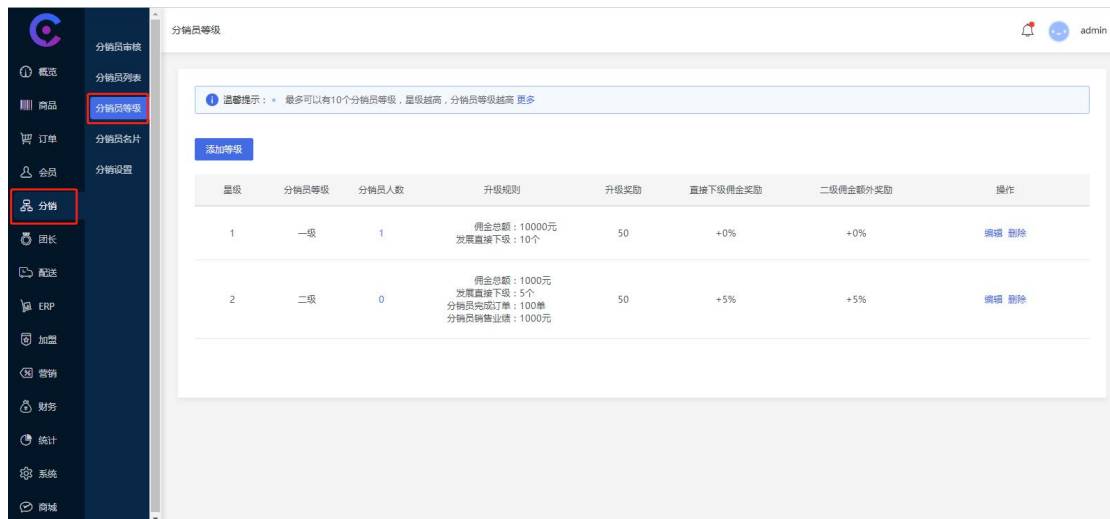 分销员等级
admin
概览
商品
订单
会员
分销
团长
配送
ERP
加盟
营销
财务
统计
系统
商城
分销员审核
分销员列表
分销员等级
分销员名片
分销设置
温馨提示： 最多可以有10个分销员等级，星级越高，分销员等级越高 更多
添加等级
星级 分销员等级 分销员人数 升级规则 升级奖励 直接下级佣金奖励 二级佣金额外奖励 操作
佣金总额：10000元
1 一级 1 发展直接下级：10个 50 +0% +0% 编辑 删除
佣金总额：1000元
发展直接下级：5个
2 二级 0 分销员完成订单：100单 50 +5% +5% 编辑 删除
分销员销售业绩：1000元